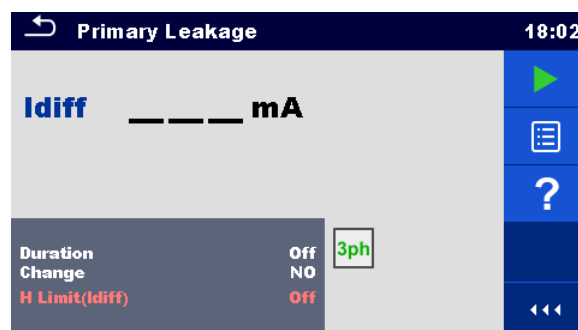 Primary Leakage 18:02
Idiff _ _ _ mA
?
Duration Off
Change NO
H Limit(Idiff) Off
3ph